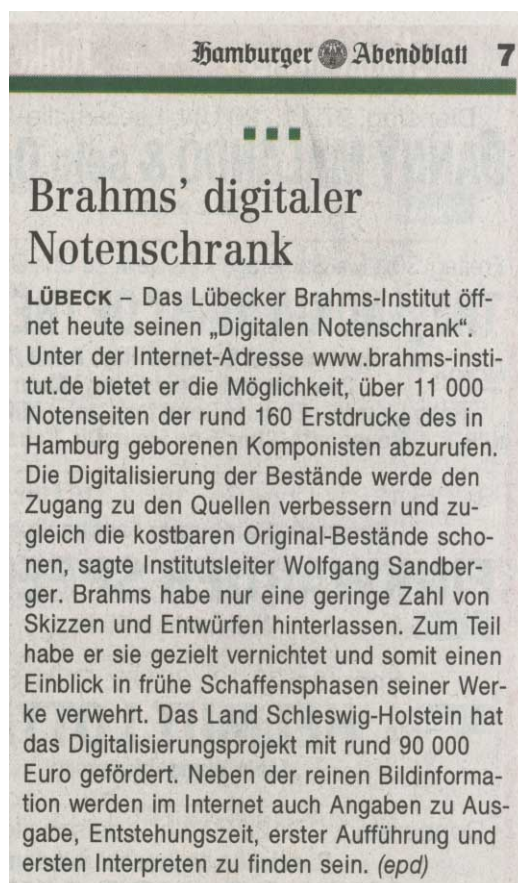 Hamburger Abendblatt 7
Brahms’ digitaler
Notenschrank
LÜBECK – Das Lübecker Brahms-Institut öff-
net heute seinen „Digitalen Notenschrank“.
Unter der Internet-Adresse www.brahms-insti-
tut.de bietet er die Möglichkeit, über 11 000
Notenseiten der rund 160 Erstdrucke des in
Hamburg geborenen Komponisten abzurufen.
Die Digitalisierung der Bestände werde den
Zugang zu den Quellen verbessern und zu-
gleich die kostbaren Original-Bestände scho-
nen, sagte Institutsleiter Wolfgang Sandber-
ger. Brahms habe nur eine geringe Zahl von
Skizzen und Entwürfen hinterlassen. Zum Teil
habe er sie gezielt vernichtet und somit einen
Einblick in frühe Schaffensphasen seiner Wer-
ke verwehrt. Das Land Schleswig-Holstein hat
das Digitalisierungsprojekt mit rund 90 000
Euro gefördert. Neben der reinen Bildinforma-
tion werden im Internet auch Angaben zu Aus-
gabe, Entstehungszeit, erster Aufführung und
ersten Interpreten zu finden sein. (epd)